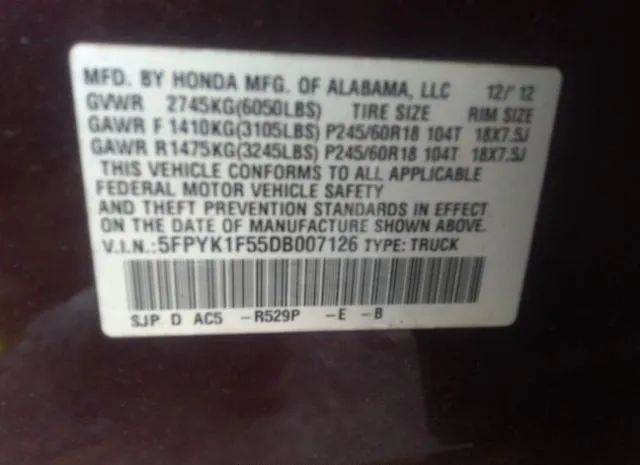 MFD. BY HONDA MFG. OF ALABAMA, LLC 12/'12
GVWR 2745KG(6050LBS) TIRE SIZE RIM SIZE
GAWR F 1410KG(3105LBS) P245/60R18 104T 18X7.5J
GAWR R1475KG(3245LBS) P245/60R18 104T 18X7.5J
THIS VEHICLE CONFORMS TO ALL APPLICABLE
FEDERAL MOTOR VEHICLE SAFETY
AND THEFT PREVENTION STANDARDS IN EFFECT
ON THE DATE OF MANUFACTURE SHOWN ABOVE.
V.I.N.:5FPYK1F55DB007126 TYPE: TRUCK
SJP D AC5 -R529P -E -B